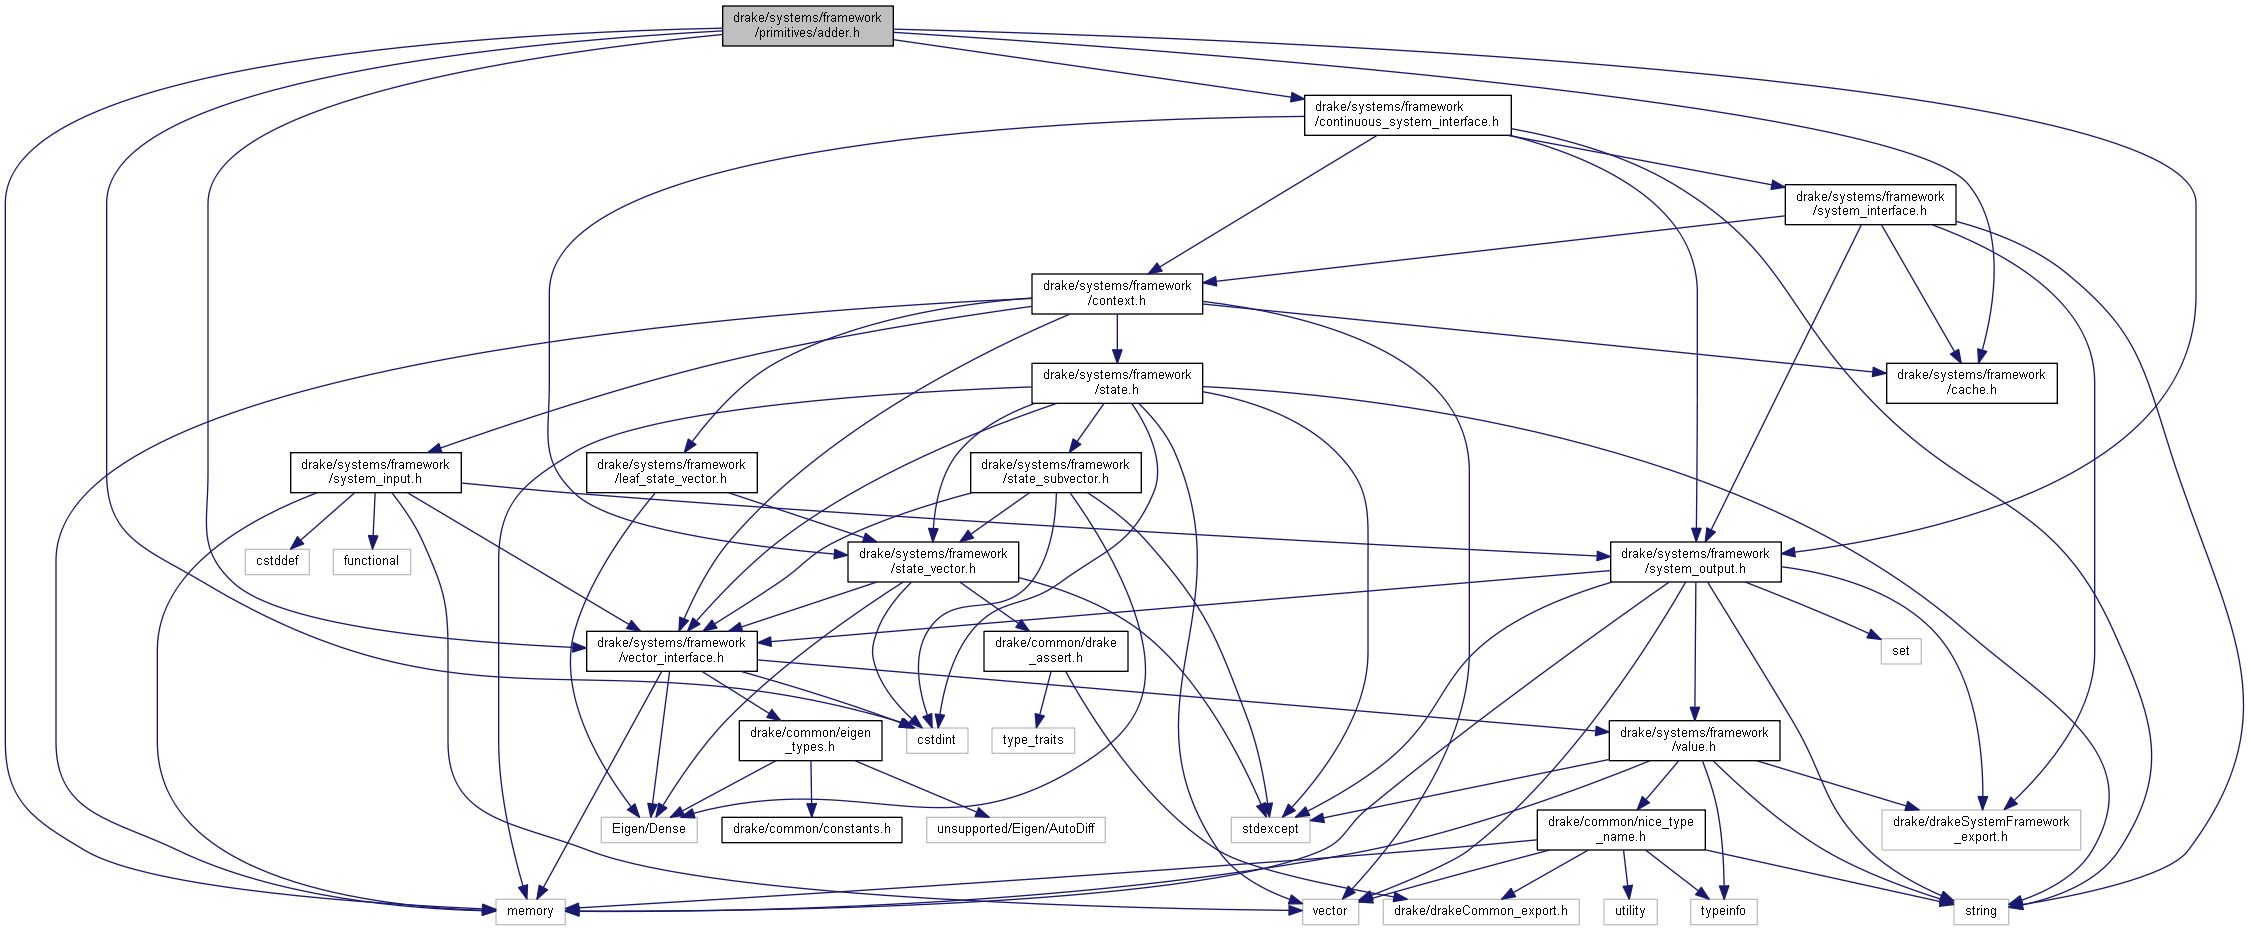 drake/systems/framework
/primitives/adder.h
drake/systems/framework
/continuous_system_interface.h
drake/systems/framework
/system_interface.h
drake/systems/framework
/context.h
drake/systems/framework
/state.h
drake/systems/framework
/cache.h
drake/systems/framework
/system_input.h
drake/systems/framework
/leaf_state_vector.h
drake/systems/framework
/state_subvector.h
cstddef
functional
drake/systems/framework
/state_vector.h
drake/systems/framework
/system_output.h
drake/systems/framework
/vector_interface.h
drake/common/drake
_assert.h
set
drake/common/eigen
_types.h
cstdint
type_traits
drake/systems/framework
/value.h
Eigen/Dense
drake/common/constants.h
unsupported/Eigen/AutoDiff
stdexcept
drake/common/nice_type
_name.h
drake/drakeSystemFramework
_export.h
memory
vector
drake/drakeCommon_export.h
utility
typeinfo
string